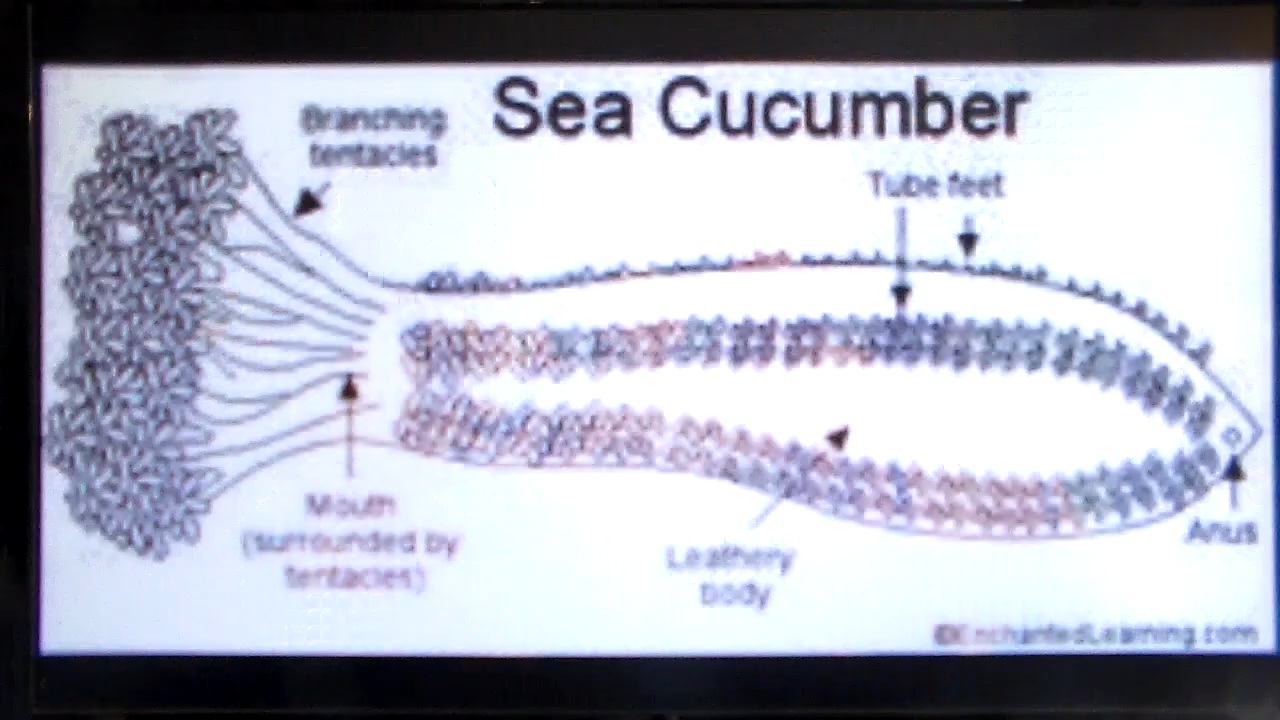 Sea Cucumber
Branching
tentacles
Tube feet
Mouth
(surrounded by
tentacles)
Leathery
body
Anus
©EnchantedLearning.com